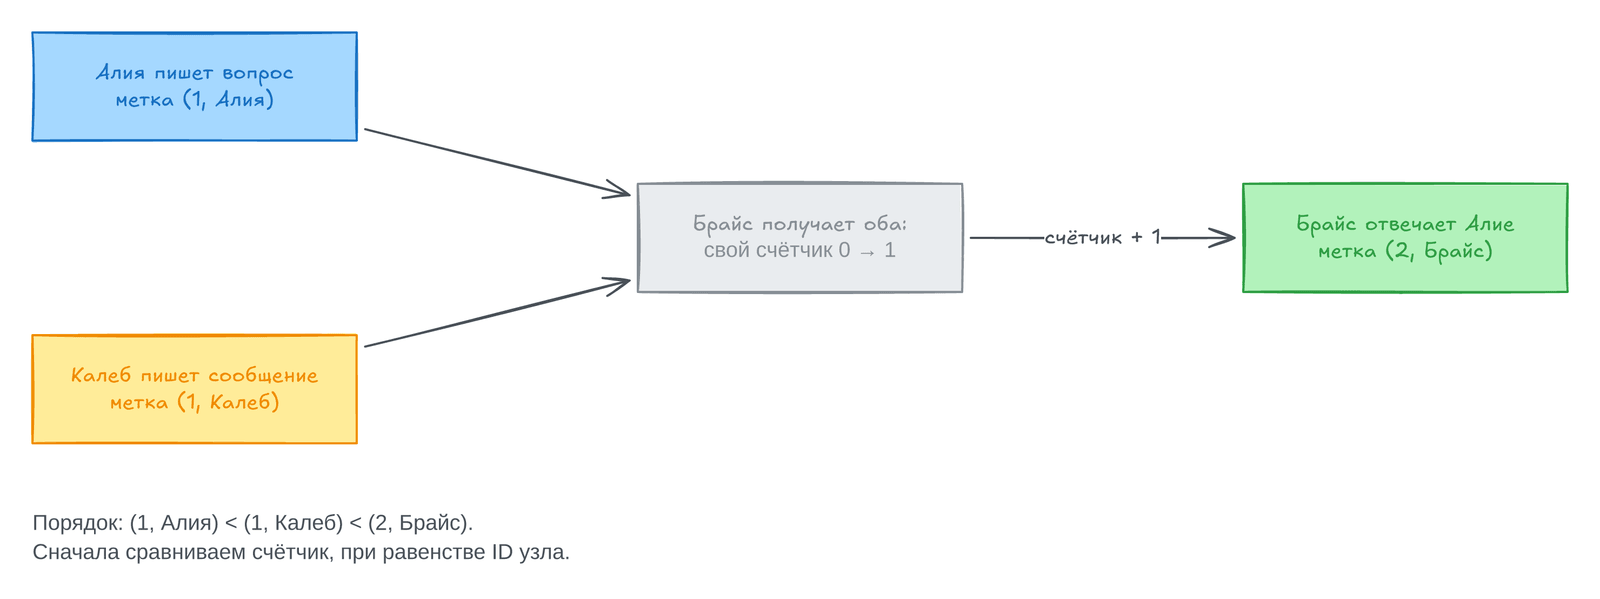 Алия пишет вопрос
метка (1, Алия)
Брайс получает оба:
свой счётчик 0 → 1
счётчик + 1
Брайс отвечает Алие
метка (2, Брайс)
Калеб пишет сообщение
метка (1, Калеб)
Порядок: (1, Алия) < (1, Калеб) < (2, Брайс).
Сначала сравниваем счётчик, при равенстве ID узла.